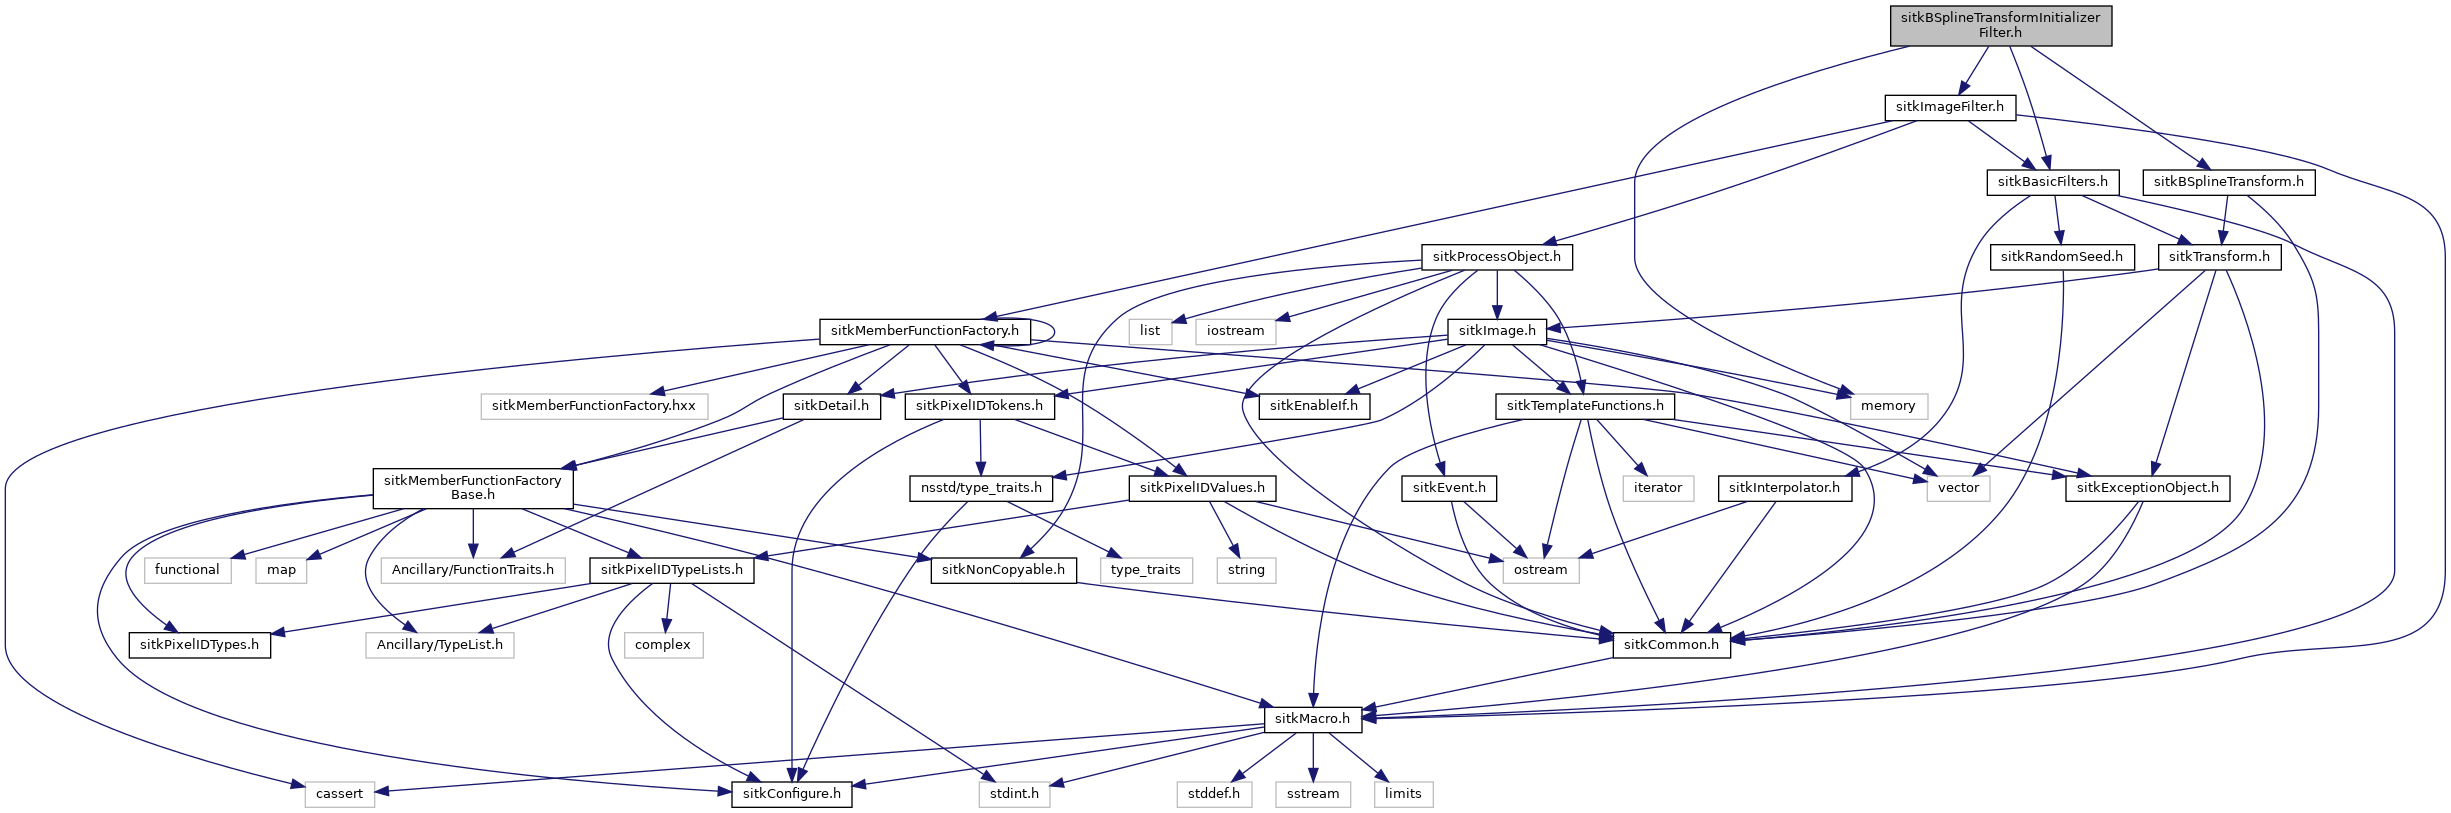 sitkBSplineTransformInitializer
Filter.h
sitkImageFilter.h
sitkBasicFilters.h
sitkBSplineTransform.h
sitkProcessObject.h
sitkRandomSeed.h
sitkTransform.h
sitkMemberFunctionFactory.h
list
iostream
sitkImage.h
sitkMemberFunctionFactory.hxx
sitkDetail.h
sitkPixelIDTokens.h
sitkEnableIf.h
sitkTemplateFunctions.h
memory
sitkMemberFunctionFactory
Base.h
nsstd/type_traits.h
sitkPixelIDValues.h
sitkEvent.h
iterator
sitkInterpolator.h
vector
sitkExceptionObject.h
functional
map
Ancillary/FunctionTraits.h
sitkPixelIDTypeLists.h
sitkNonCopyable.h
type_traits
string
ostream
sitkPixelIDTypes.h
Ancillary/TypeList.h
complex
sitkCommon.h
sitkMacro.h
cassert
sitkConfigure.h
stdint.h
stddef.h
sstream
limits